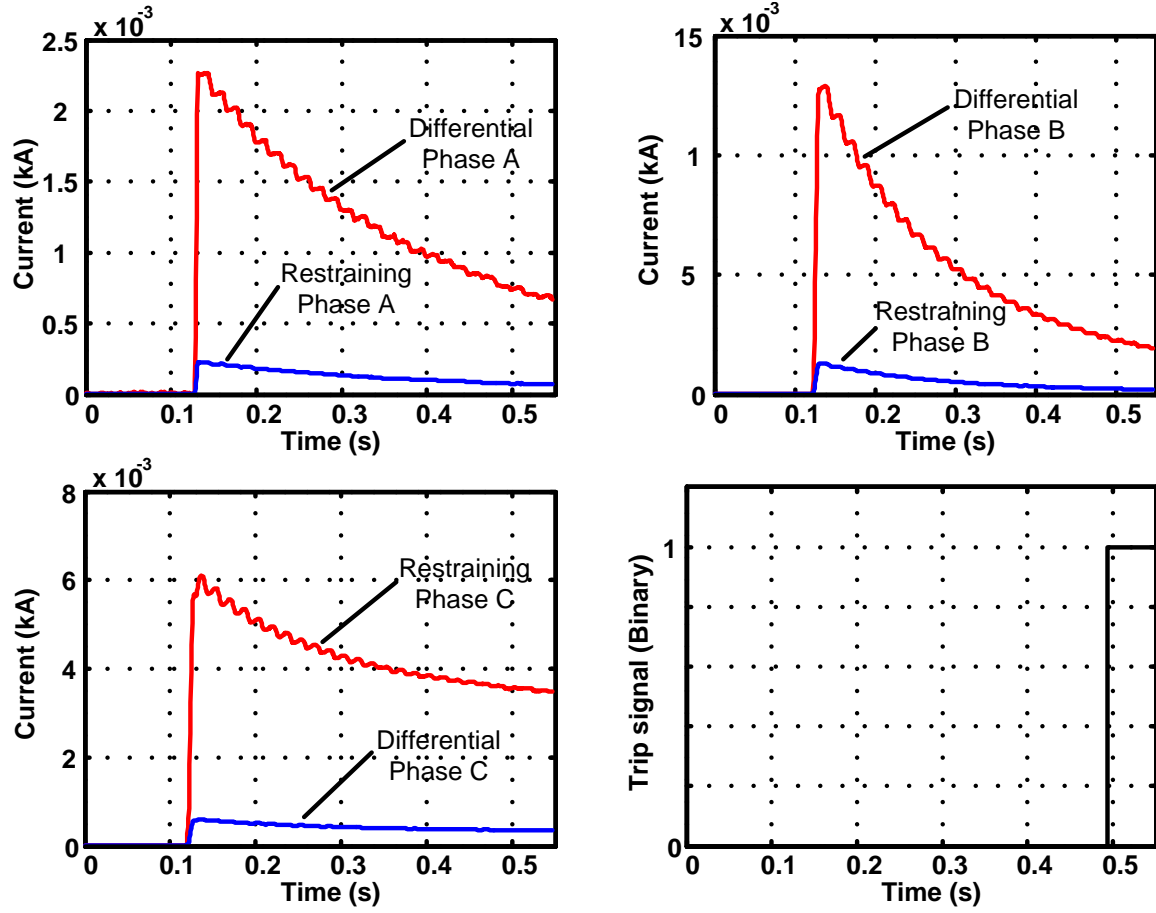 x 10-3
2.5
2
1.5
1
0.5
0
Current (kA)
Differential
Phase A
Restraining
Phase A
0 0.1 0.2 0.3 0.4 0.5
Time (s)
x 10-3
15
10
5
0
Current (kA)
Differential
Phase B
Restraining
Phase B
0 0.1 0.2 0.3 0.4 0.5
Time (s)
x 10-3
8
6
4
2
0
Current (kA)
Restraining
Phase C
Differential
Phase C
0 0.1 0.2 0.3 0.4 0.5
Time (s)
1
0
Trip signal (Binary)
0 0.1 0.2 0.3 0.4 0.5
Time (s)